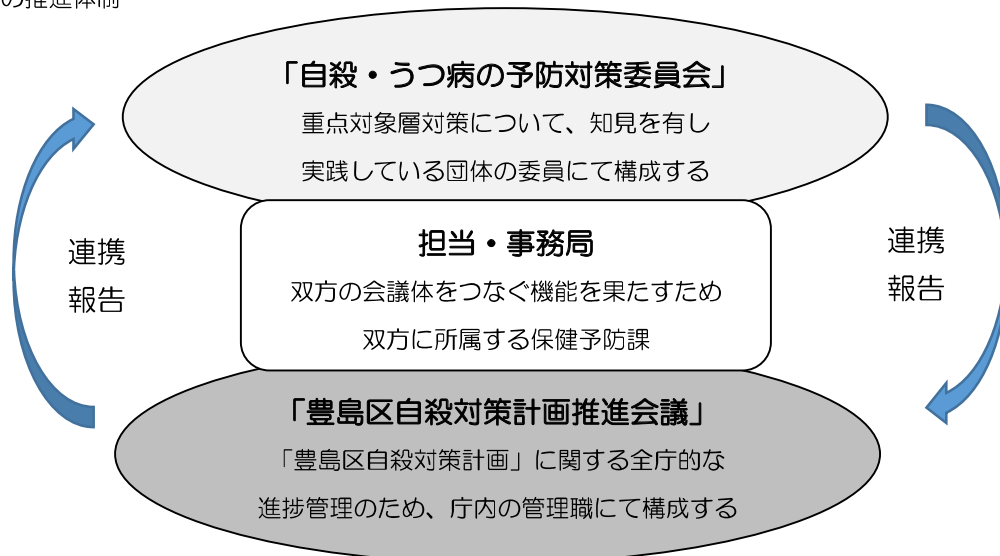 の推進体制
「自殺・うつ病の予防対策委員会」
重点対象層対策について、知見を有し
実践している団体の委員にて構成する
連携
報告
担当・事務局
双方の会議体をつなぐ機能を果たすため
双方に所属する保健予防課
連携
報告
「豊島区自殺対策計画推進会議」
「豊島区自殺対策計画」に関する全庁的な
進捗管理のため、庁内の管理職にて構成する